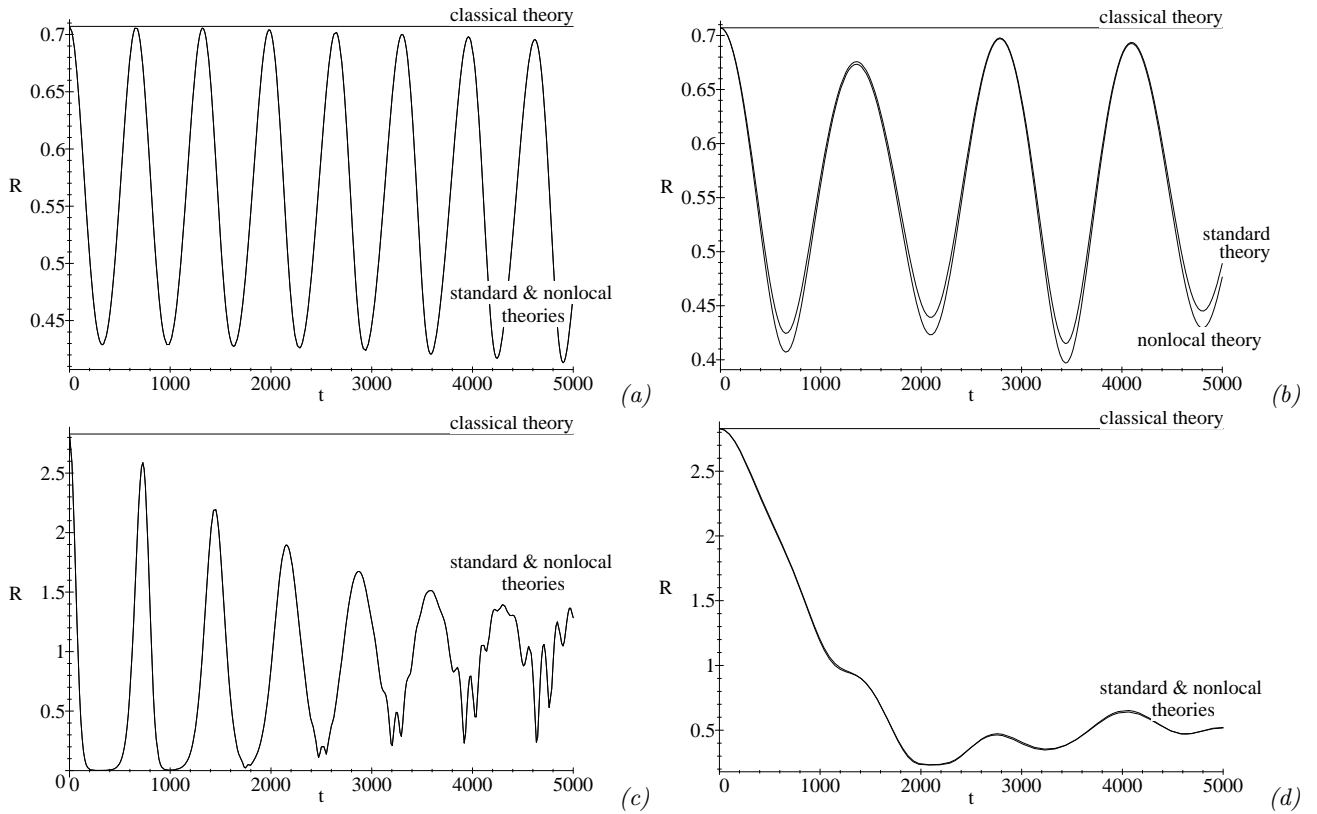 classical theory
0.7
0.65
0.6
R
0.55
0.5
standard & nonlocal
theories
0.45
0 1000 2000 3000 4000 5000
t
(a)
classical theory
0.7
0.65
0.6
R
0.55
0.5
standard
theory
0.45
nonlocal theory
0.4
0 1000 2000 3000 4000 5000
t
(b)
classical theory
2.5
2
standard & nonlocal
theories
R
1.5
1
0.5
0
0 1000 2000 3000 4000 5000
t
(c)
classical theory
2.5
2
R
1.5
1
standard & nonlocal
theories
0.5
0 1000 2000 3000 4000 5000
t
(d)